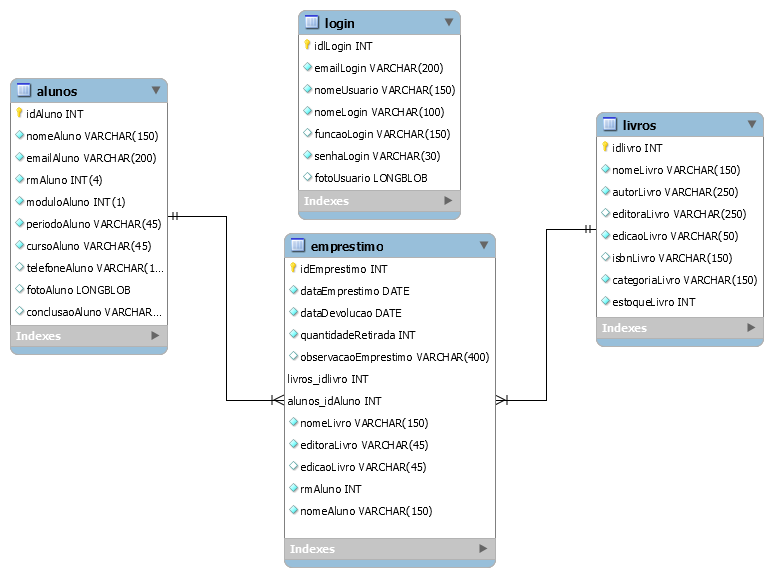 login
idlLogin INT
emailLogin VARCHAR(200)
nomeUsuario VARCHAR(150)
nomeLogin VARCHAR(100)
funcaoLogin VARCHAR(150)
senhaLogin VARCHAR(30)
fotoUsuario LONGBLOB
Indexes
alunos
idAluno INT
nomeAluno VARCHAR(150)
emailAluno VARCHAR(200)
rmAluno INT(4)
moduloAluno INT(1)
periodoAluno VARCHAR(45)
cursoAluno VARCHAR(45)
telefoneAluno VARCHAR(1...
fotoAluno LONGBLOB
conclusaoAluno VARCHAR...
Indexes
livros
idlivro INT
nomeLivro VARCHAR(150)
autorLivro VARCHAR(250)
editoraLivro VARCHAR(250)
edicaoLivro VARCHAR(50)
isbnLivro VARCHAR(150)
categoriaLivro VARCHAR(150)
estoqueLivro INT
Indexes
emprestimo
idEmprestimo INT
dataEmprestimo DATE
dataDevolucao DATE
quantidadeRetirada INT
observacaoEmprestimo VARCHAR(400)
livros_idlivro INT
alunos_idAluno INT
nomeLivro VARCHAR(150)
editoraLivro VARCHAR(45)
edicaoLivro VARCHAR(45)
rmAluno INT
nomeAluno VARCHAR(150)
Indexes